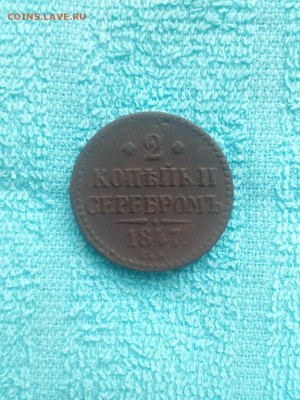 COINS.LAVE.RU
2
КОПѢЙКИ
СЕРЕБРОМЪ
1847.